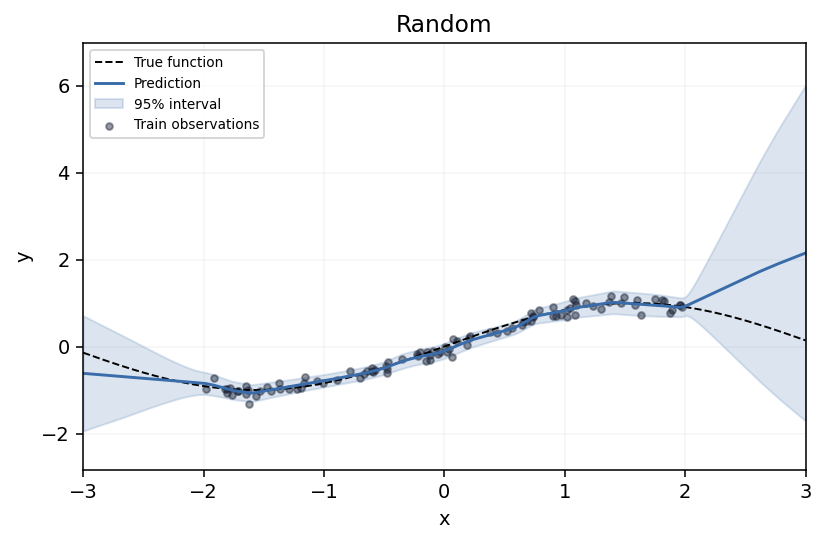 Random
True function
Prediction
95% interval
Train observations
6
4
2
0
−2
y
−3
−2
−1
0
1
2
3
x